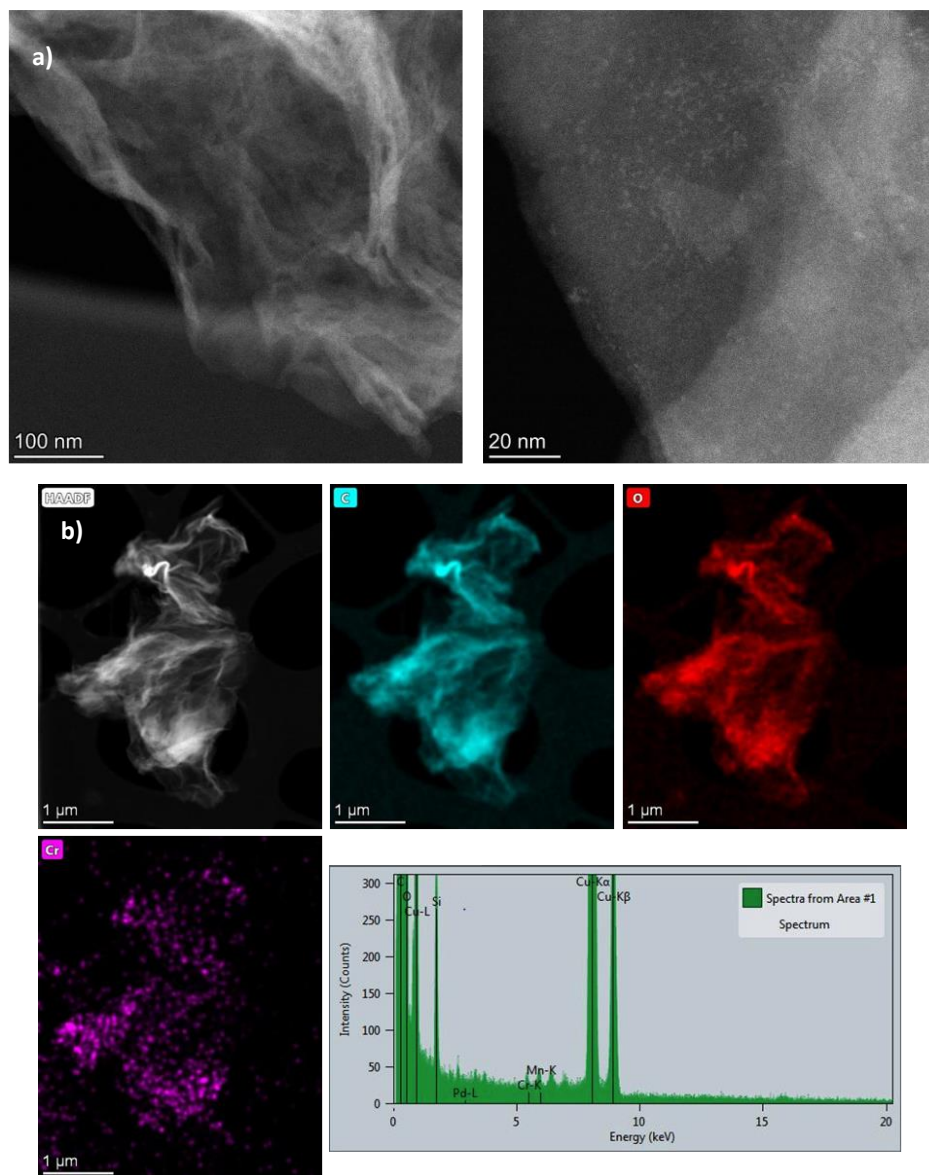 a)
100 nm
20 nm
HAADF
C
O
b)
1 µm
1 µm
1 µm
Cr
1 µm
300
250
200
150
100
50
0
Intensity (Counts)
C
O
Cu-L
Si
Pd-L
Cr-K
Mn-K
Cu-Kα
Cu-Kβ
Spectra from Area #1
Spectrum
0
5
10
15
20
Energy (keV)